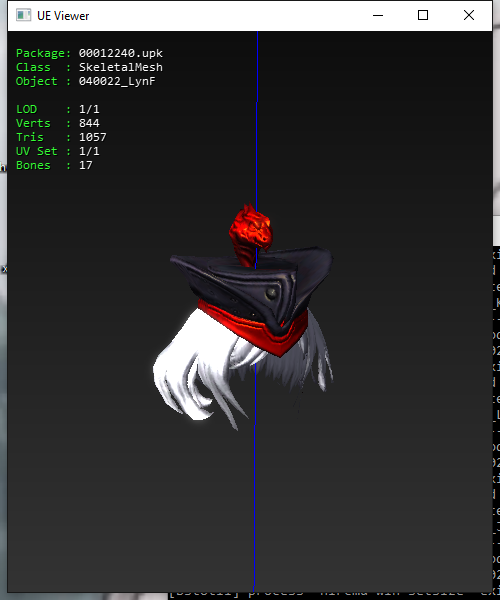 UE Viewer
Package: 00012240.upk
Class  : SkeletalMesh
Object : 040022_LynF
LOD    : 1/1
Verts  : 844
Tris   : 1057
UV Set : 1/1
Bones  : 17